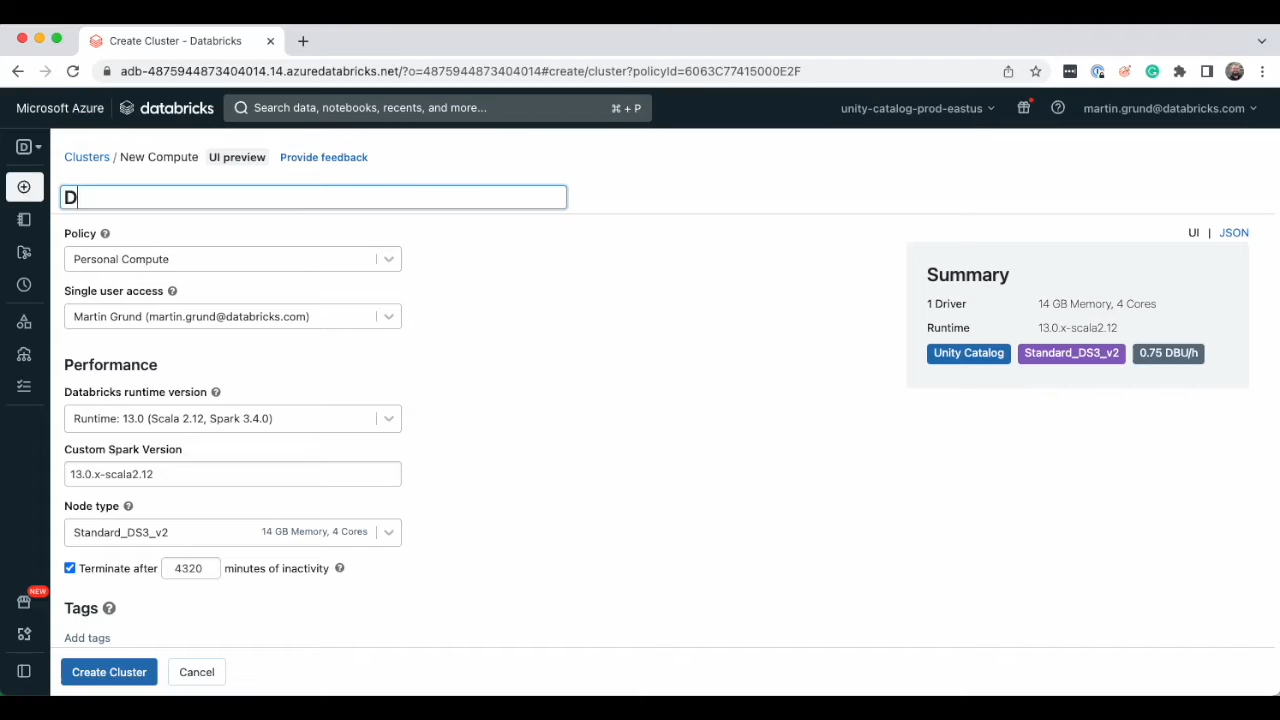 Create Cluster - Databricks
adb-4875944873404014.14.azuredatabricks.net/?o=4875944873404014#create/cluster?policyId=6063C77415000E2F
Microsoft Azure databricks Search data, notebooks, recents, and more... ⌘ + P unity-catalog-prod-eastus martin.grund@databricks.com
D
Clusters / New Compute UI preview Provide feedback
D
Policy
UI | JSON
Personal Compute
Single user access
Martin Grund (martin.grund@databricks.com)
Summary
1 Driver 14 GB Memory, 4 Cores
Runtime 13.0.x-scala2.12
Unity Catalog Standard_DS3_v2 0.75 DBU/h
Performance
Databricks runtime version
Runtime: 13.0 (Scala 2.12, Spark 3.4.0)
Custom Spark Version
13.0.x-scala2.12
Node type
Standard_DS3_v2 14 GB Memory, 4 Cores
Terminate after 4320 minutes of inactivity
NEW
Tags
Add tags
Create Cluster Cancel